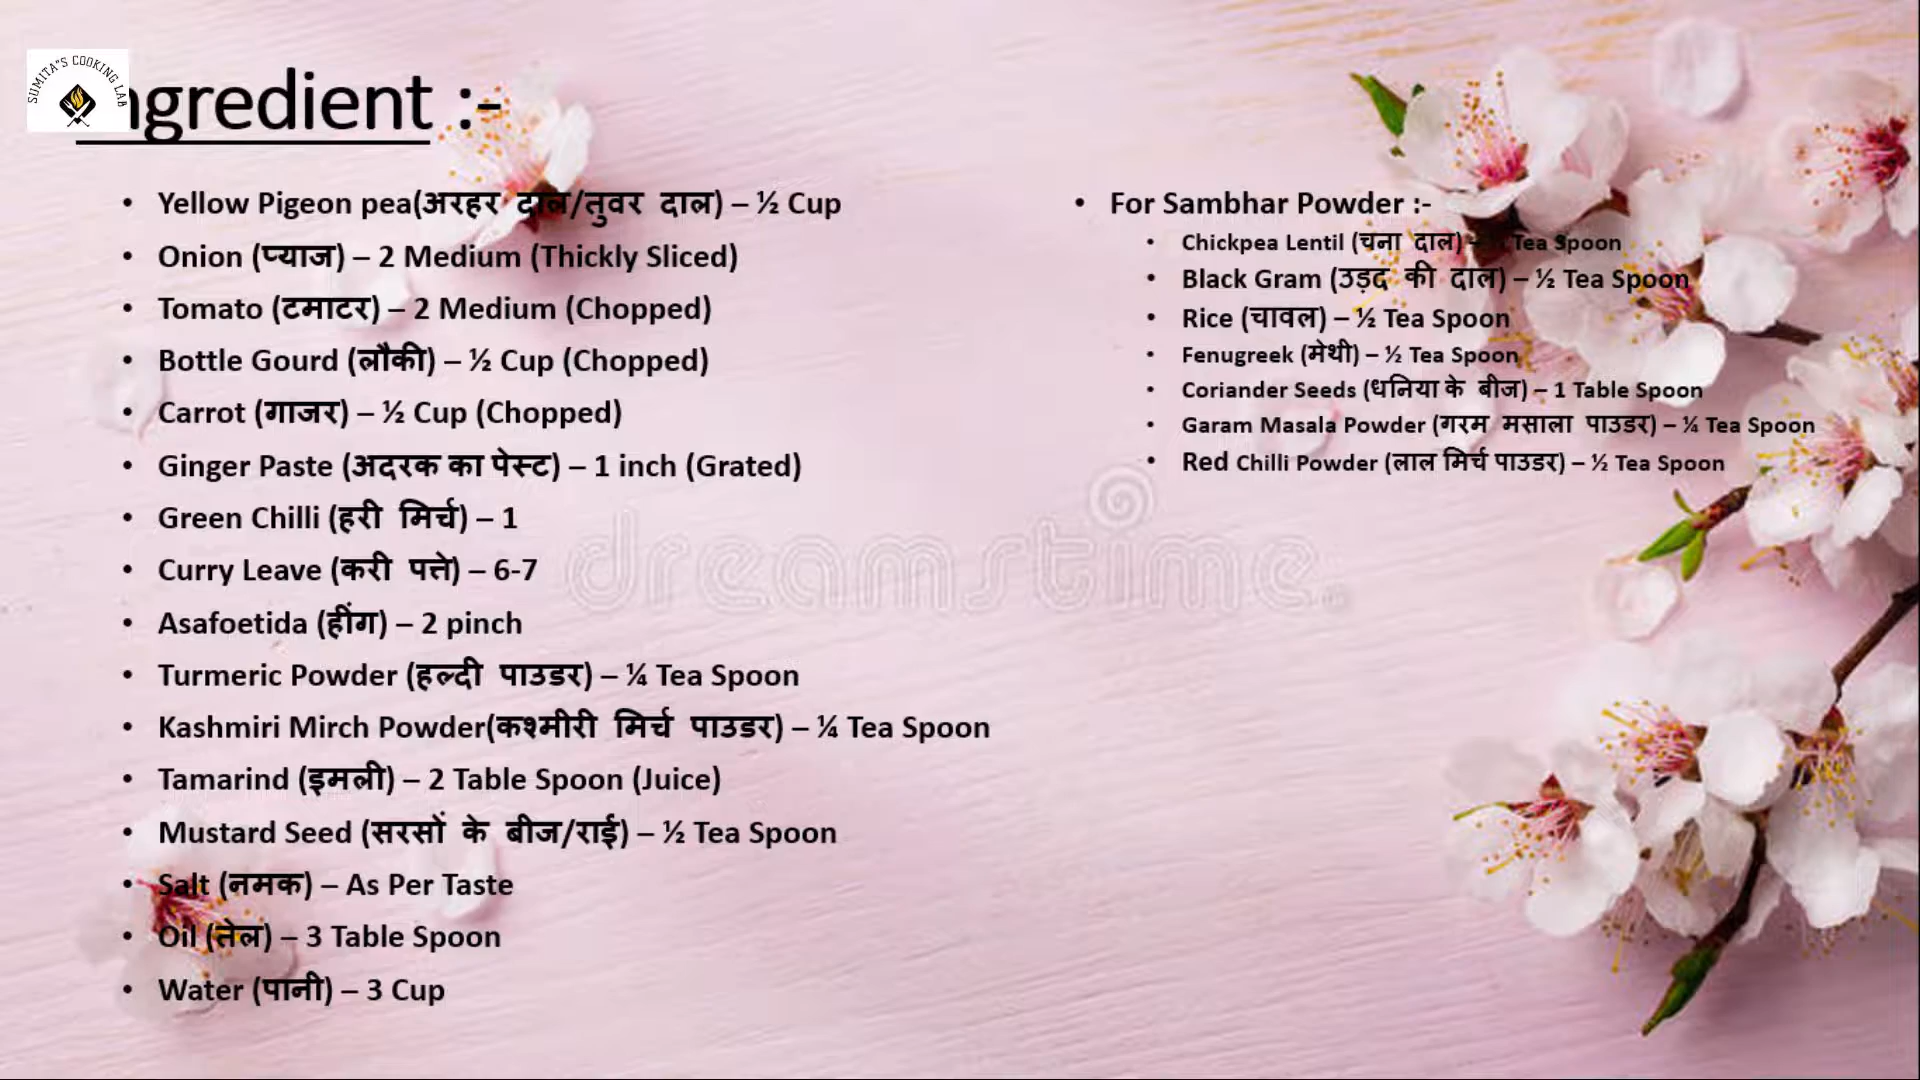 SUMITA"S COOKING LAB
ngredient :-
• Yellow Pigeon pea(अरहर दाल/तुवर दाल) – ½ Cup
• Onion (प्याज) – 2 Medium (Thickly Sliced)
• Tomato (टमाटर) – 2 Medium (Chopped)
• Bottle Gourd (लौकी) – ½ Cup (Chopped)
• Carrot (गाजर) – ½ Cup (Chopped)
• Ginger Paste (अदरक का पेस्ट) – 1 inch (Grated)
• Green Chilli (हरी मिर्च) – 1
• Curry Leave (करी पत्ते) – 6-7
• Asafoetida (हींग) – 2 pinch
• Turmeric Powder (हल्दी पाउडर) – ¼ Tea Spoon
• Kashmiri Mirch Powder(कश्मीरी मिर्च पाउडर) – ¼ Tea Spoon
• Tamarind (इमली) – 2 Table Spoon (Juice)
• Mustard Seed (सरसों के बीज/राई) – ½ Tea Spoon
• Salt (नमक) – As Per Taste
• Oil (तेल) – 3 Table Spoon
• Water (पानी) – 3 Cup
• For Sambhar Powder :-
• Chickpea Lentil (चना दाल) – Tea Spoon
• Black Gram (उड़द की दाल) – ½ Tea Spoon
• Rice (चावल) – ½ Tea Spoon
• Fenugreek (मेथी) – ½ Tea Spoon
• Coriander Seeds (धनिया के बीज) – 1 Table Spoon
• Garam Masala Powder (गरम मसाला पाउडर) – ¼ Tea Spoon
• Red Chilli Powder (लाल मिर्च पाउडर) – ½ Tea Spoon
dreamstime.